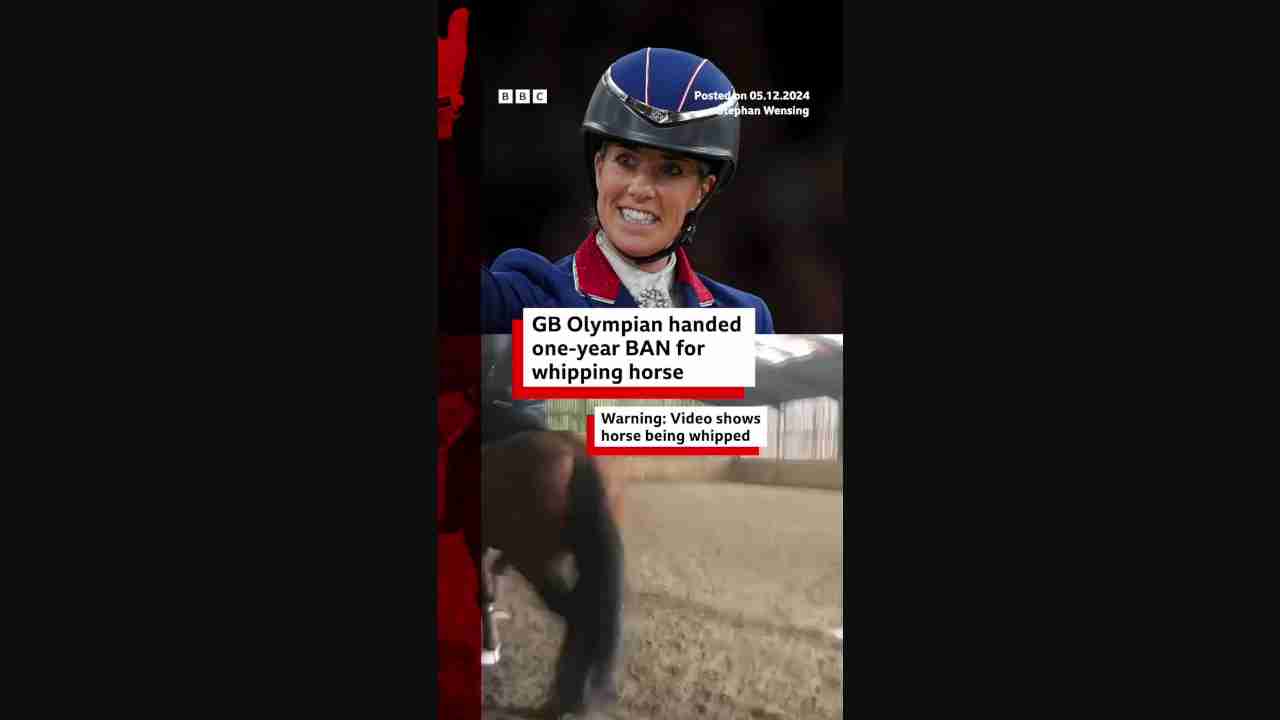 BBC
Posted on 05.12.2024
Stephan Wensing
GB Olympian handed
one-year BAN for
whipping horse
Warning: Video shows
horse being whipped